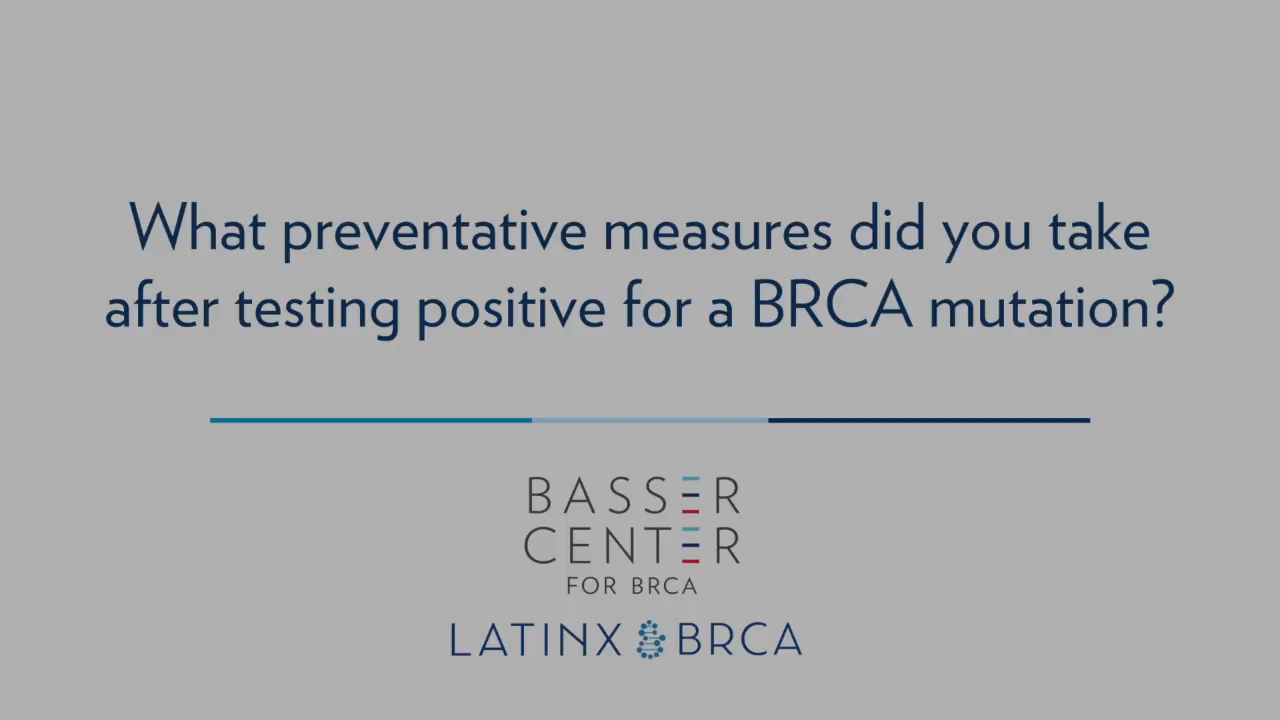 What preventative measures did you take
after testing positive for a BRCA mutation?
BASSER
CENTER
FOR BRCA
LATINX & BRCA